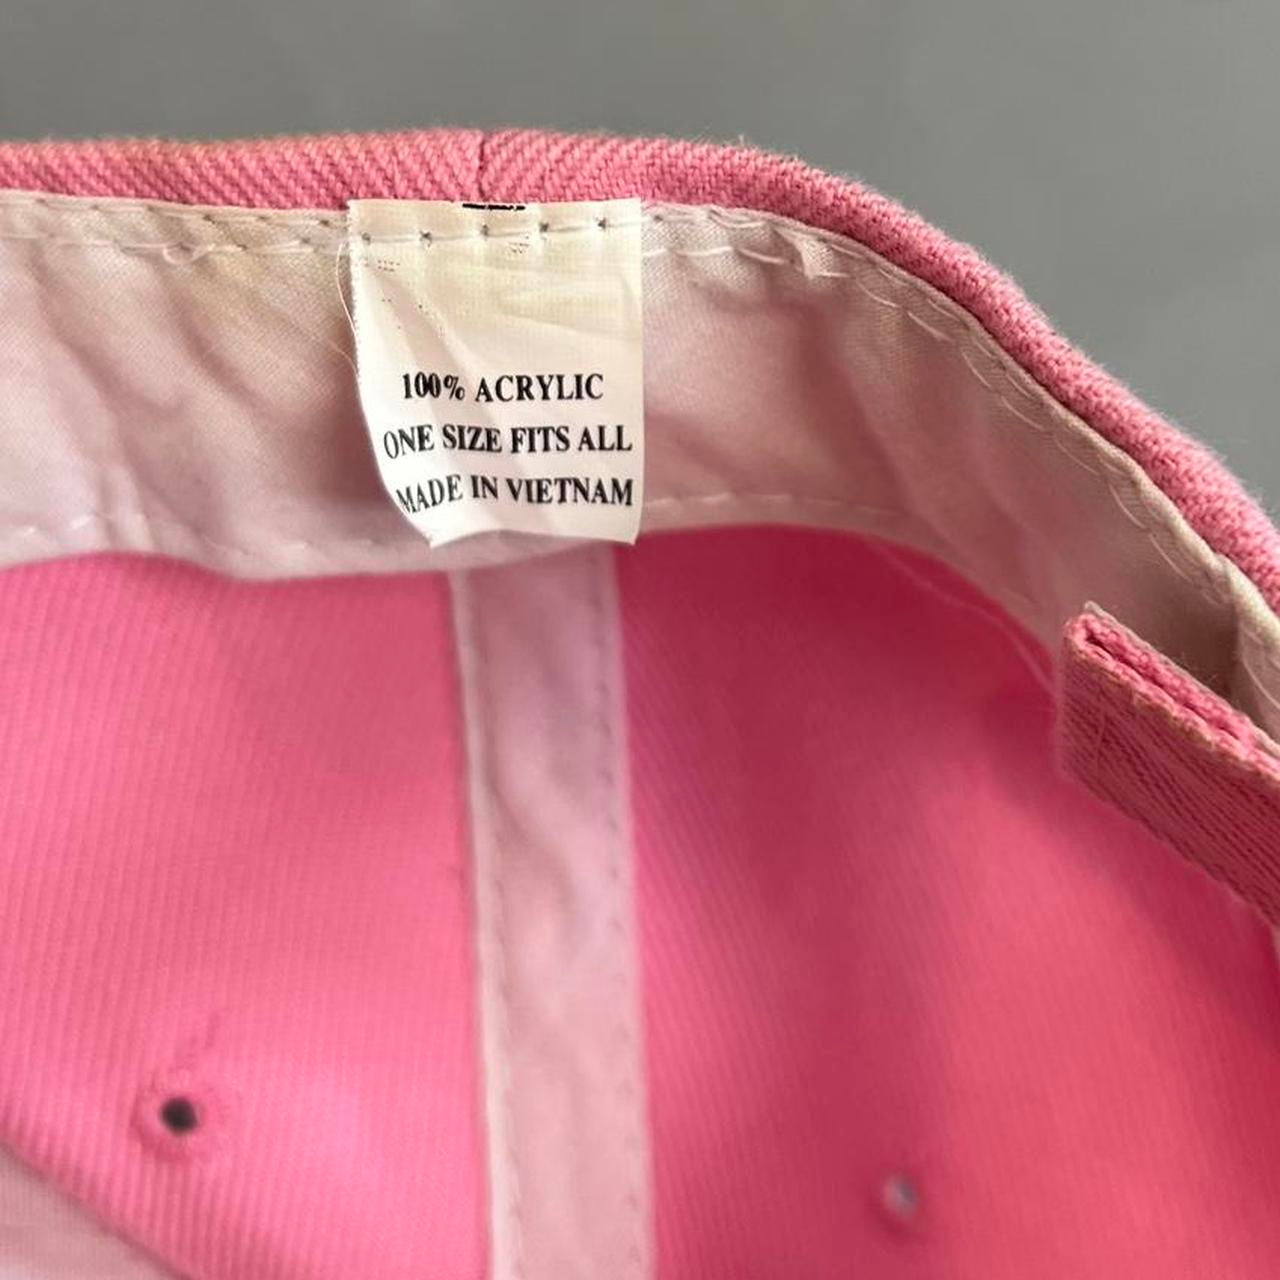 100% ACRYLIC
ONE SIZE FITS ALL
MADE IN VIETNAM